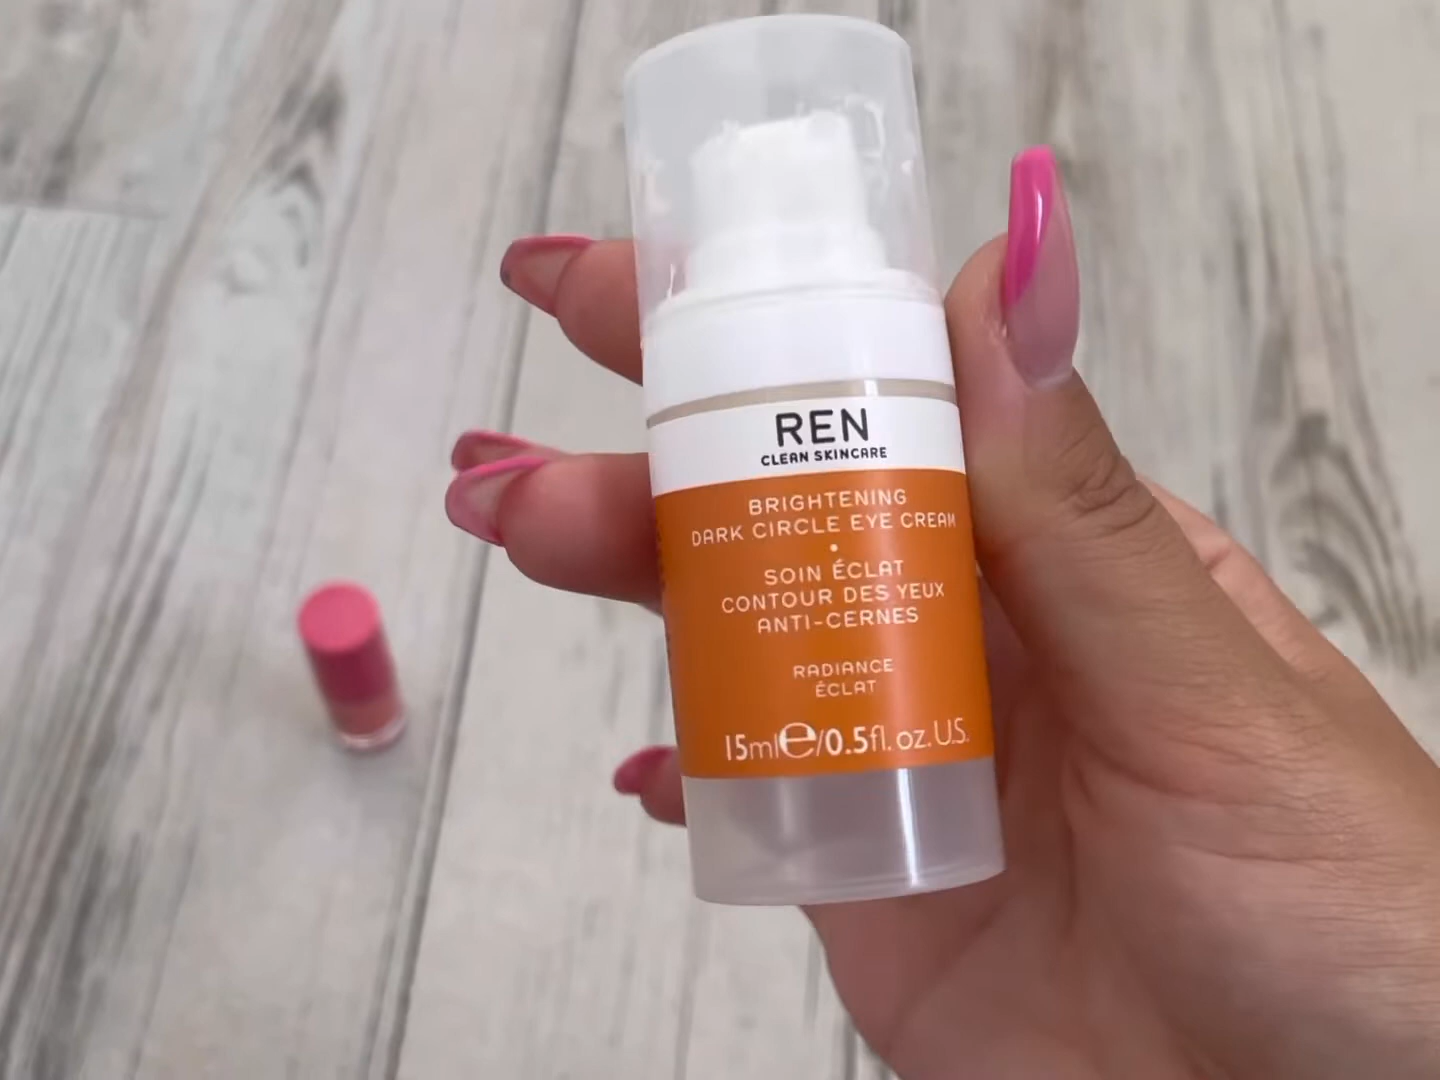 REN
CLEAN SKINCARE
BRIGHTENING
DARK CIRCLE EYE CREAM
•
SOIN ÉCLAT
CONTOUR DES YEUX
ANTI-CERNES
RADIANCE
ÉCLAT
15ml℮/0.5fl. oz. U.S.